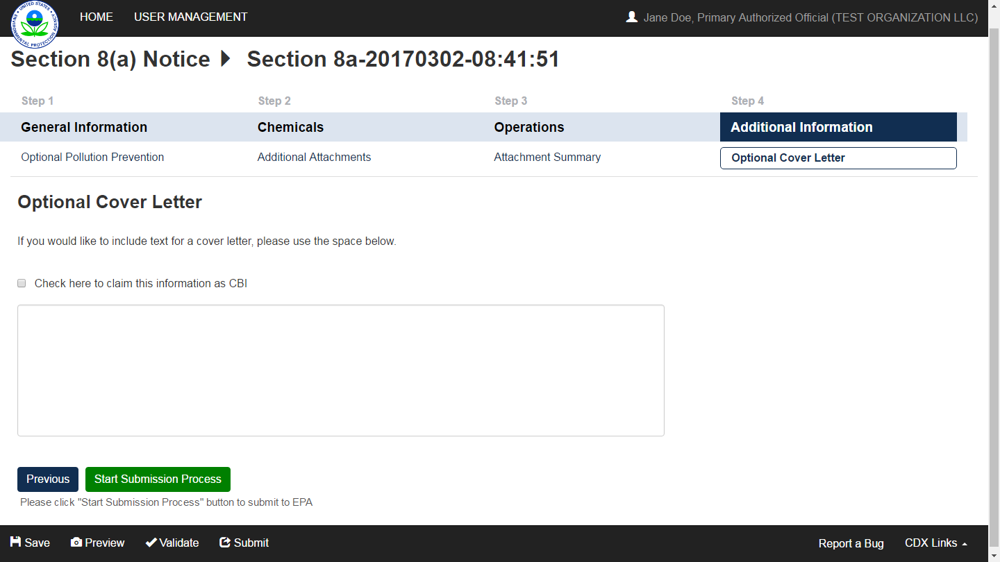 UNITED STATES
ENVIRONMENTAL PROTECTION AGENCY
HOME USER MANAGEMENT Jane Doe, Primary Authorized Official (TEST ORGANIZATION LLC)
Section 8(a) Notice Section 8a-20170302-08:41:51
Step 1 Step 2 Step 3 Step 4
General Information Chemicals Operations Additional Information
Optional Pollution Prevention Additional Attachments Attachment Summary Optional Cover Letter
Optional Cover Letter
If you would like to include text for a cover letter, please use the space below.
Check here to claim this information as CBI
Previous Start Submission Process
Please click "Start Submission Process" button to submit to EPA
Save Preview Validate Submit Report a Bug CDX Links